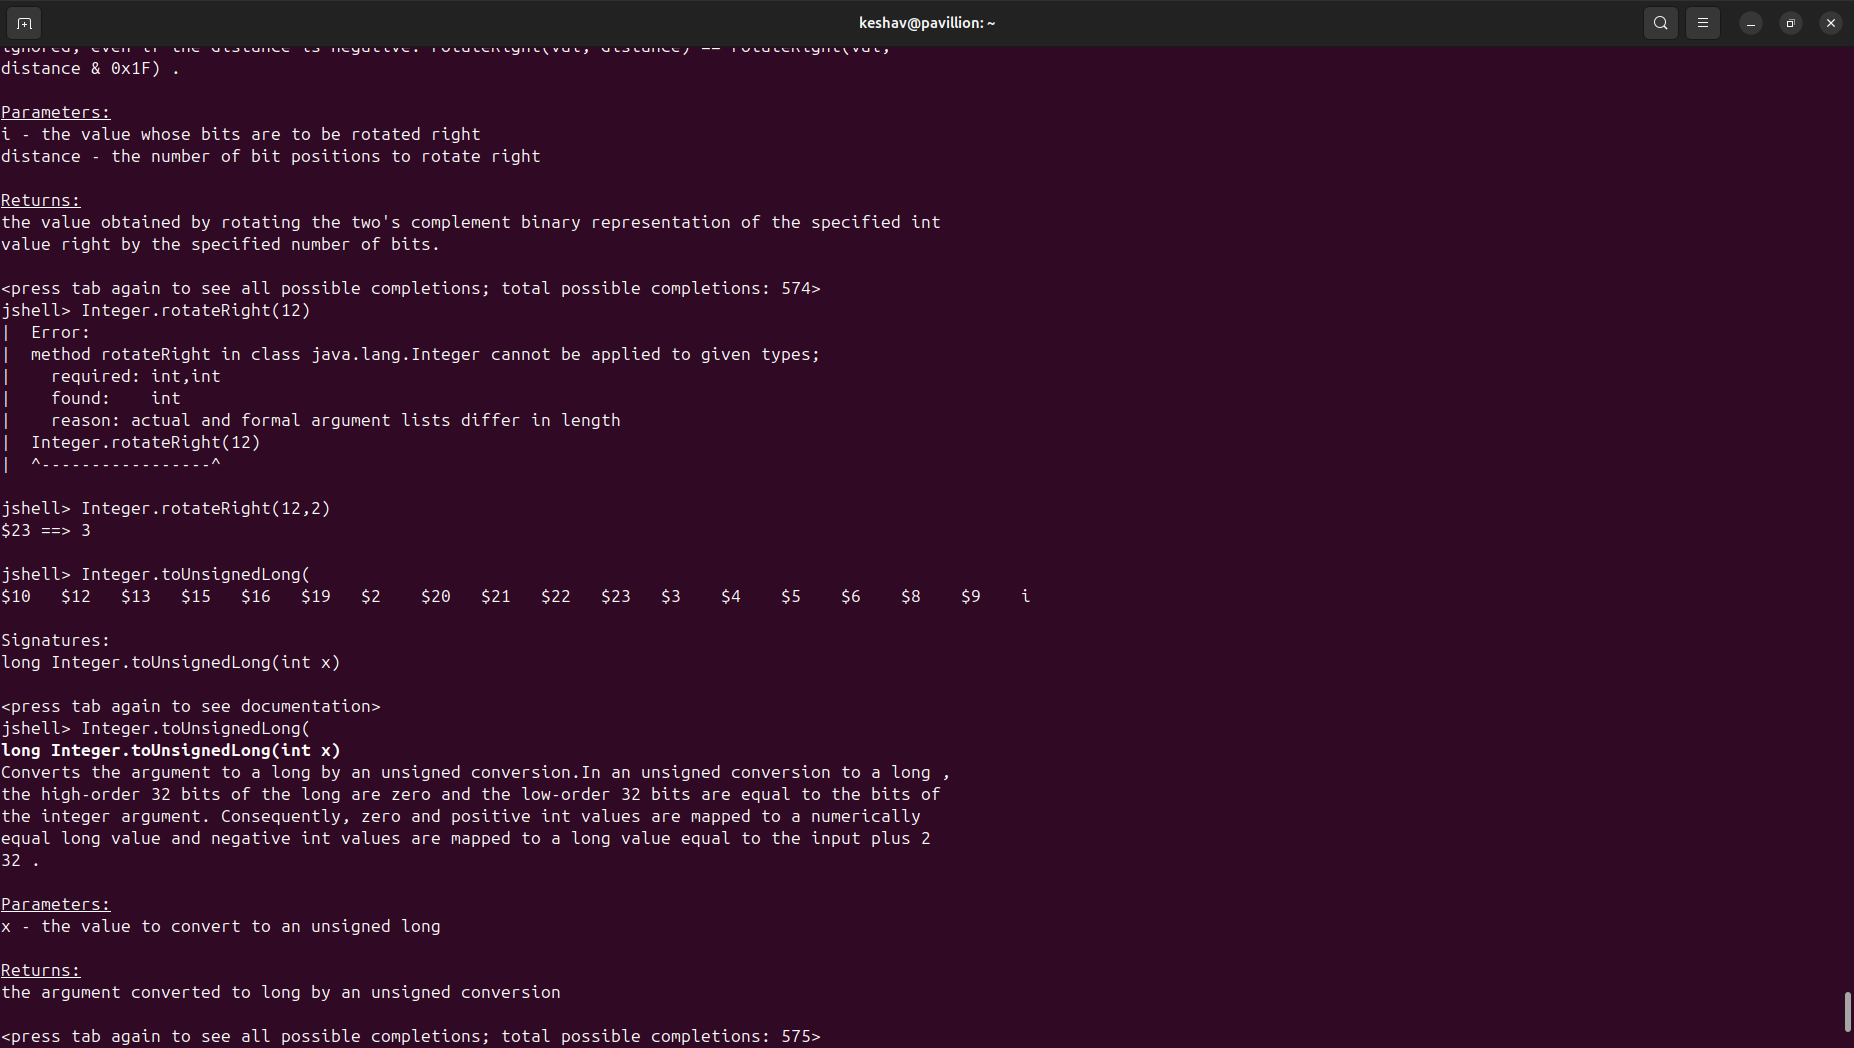 keshav@pavillion: ~
ignored, even if the distance is negative: rotateRight(val, distance) == rotateRight(val,
distance & 0x1F) .
Parameters:
i - the value whose bits are to be rotated right
distance - the number of bit positions to rotate right
Returns:
the value obtained by rotating the two's complement binary representation of the specified int
value right by the specified number of bits.
<press tab again to see all possible completions; total possible completions: 574>
jshell> Integer.rotateRight(12)
|  Error:
|  method rotateRight in class java.lang.Integer cannot be applied to given types;
|    required: int,int
|    found:    int
|    reason: actual and formal argument lists differ in length
|  Integer.rotateRight(12)
|  ^-----------------^
jshell> Integer.rotateRight(12,2)
$23 ==> 3
jshell> Integer.toUnsignedLong(
$10   $12   $13   $15   $16   $19   $2    $20   $21   $22   $23   $3    $4    $5    $6    $8    $9    i
Signatures:
long Integer.toUnsignedLong(int x)
<press tab again to see documentation>
jshell> Integer.toUnsignedLong(
long Integer.toUnsignedLong(int x)
Converts the argument to a long by an unsigned conversion.In an unsigned conversion to a long ,
the high-order 32 bits of the long are zero and the low-order 32 bits are equal to the bits of
the integer argument. Consequently, zero and positive int values are mapped to a numerically
equal long value and negative int values are mapped to a long value equal to the input plus 2
32 .
Parameters:
x - the value to convert to an unsigned long
Returns:
the argument converted to long by an unsigned conversion
<press tab again to see all possible completions; total possible completions: 575>